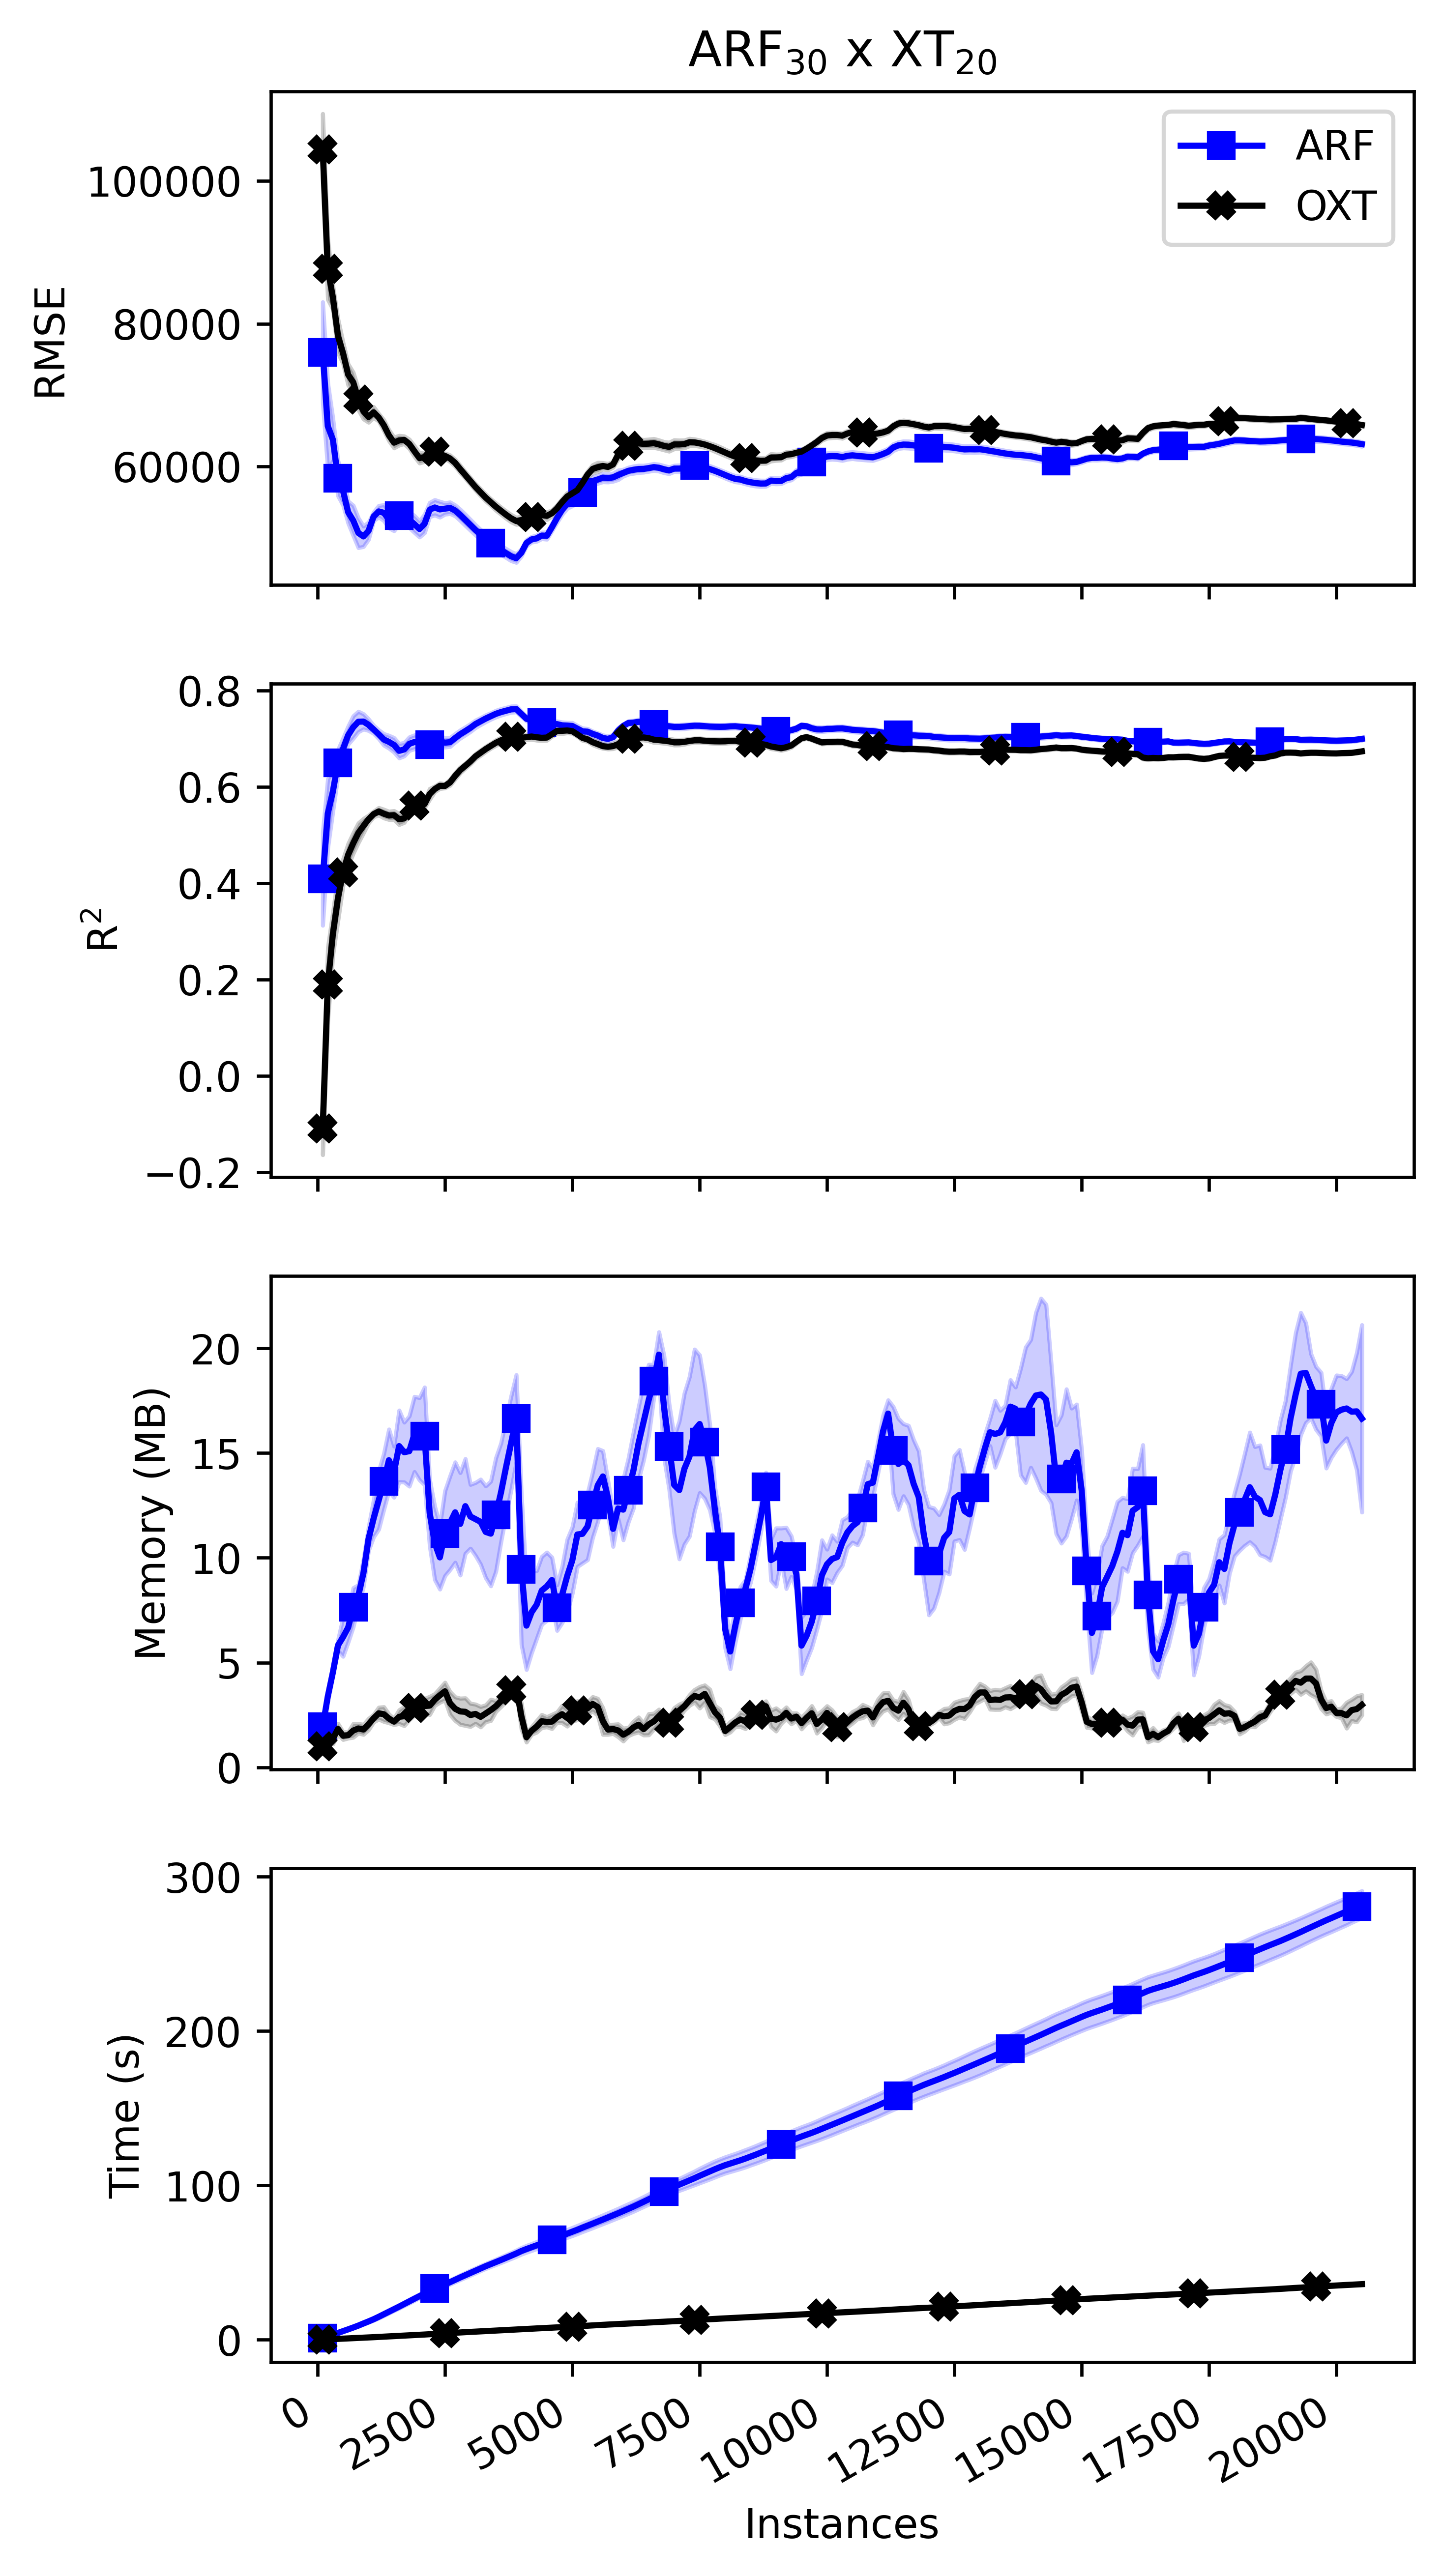 ARF₃₀ x XT₂₀
ARF
OXT
RMSE
100000
80000
60000
R²
0.8
0.6
0.4
0.2
0.0
−0.2
Memory (MB)
20
15
10
5
0
Time (s)
300
200
100
0
0 2500 5000 7500 10000 12500 15000 17500 20000
Instances